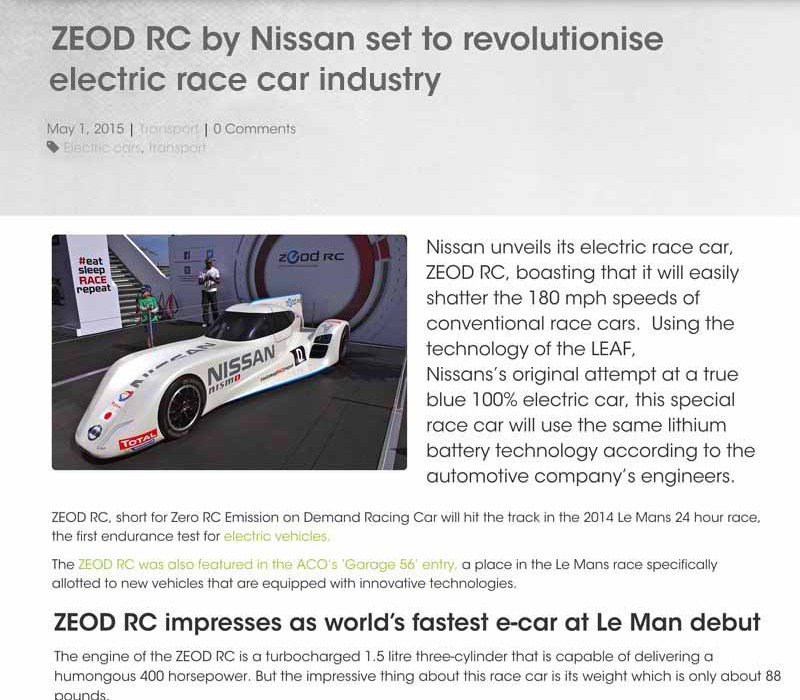 ZEOD RC by Nissan set to revolutionise
electric race car industry
May 1, 2015 | Transport | 0 Comments
Electric cars, Transport
#eat
sleep
RACE
repeat
zeod RC
NISSAN
NISSAN
nismo
TOTAL
Nissan unveils its electric race car,
ZEOD RC, boasting that it will easily
shatter the 180 mph speeds of
conventional race cars.  Using the
technology of the LEAF,
Nissans's original attempt at a true
blue 100% electric car, this special
race car will use the same lithium
battery technology according to the
automotive company's engineers.
ZEOD RC, short for Zero RC Emission on Demand Racing Car will hit the track in the 2014 Le Mans 24 hour race,
the first endurance test for electric vehicles.
The ZEOD RC was also featured in the ACO's 'Garage 56' entry, a place in the Le Mans race specifically
allotted to new vehicles that are equipped with innovative technologies.
ZEOD RC impresses as world's fastest e-car at Le Man debut
The engine of the ZEOD RC is a turbocharged 1.5 litre three-cylinder that is capable of delivering a
humongous 400 horsepower. But the impressive thing about this race car is its weight which is only about 88
pounds.